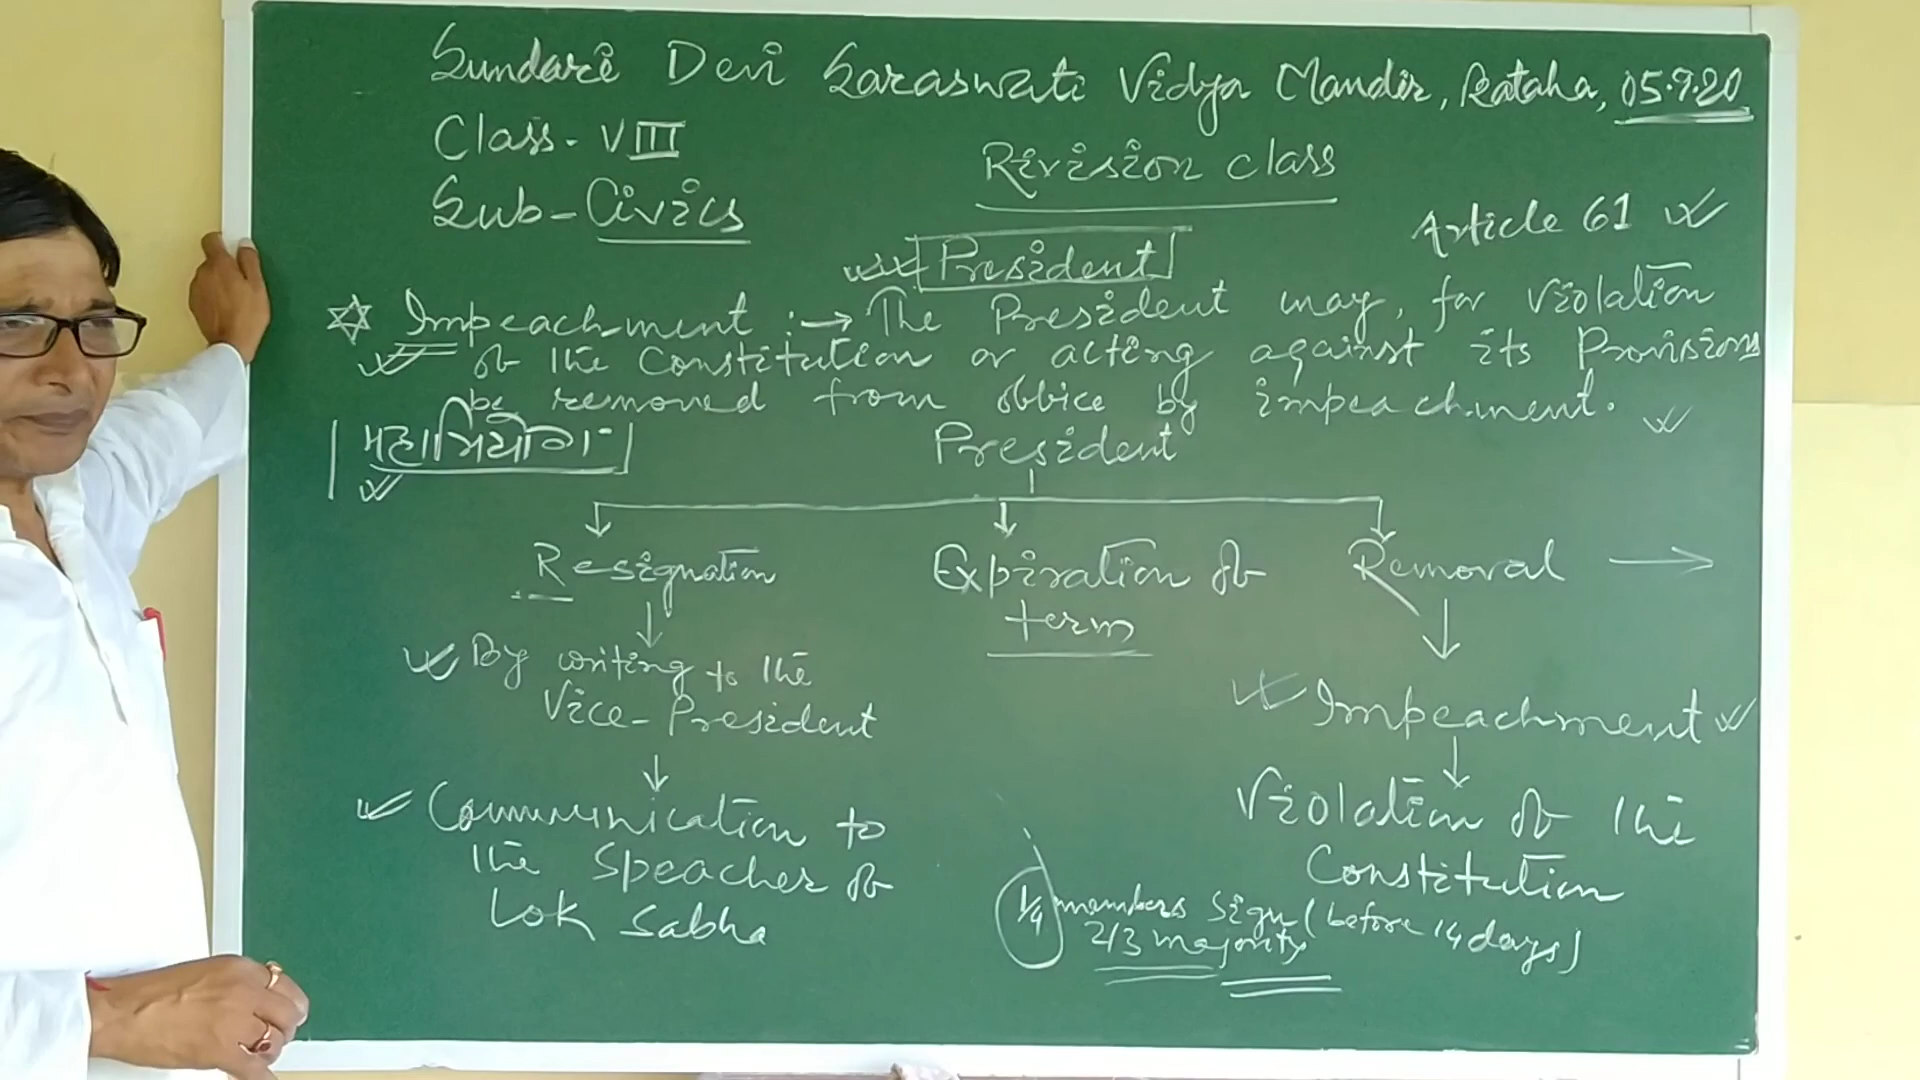 Sundari Devi Saraswati Vidya Mandir, Rataha, 05.9.20
Class - VIII
Rivision class
Sub - Civics
Article 61
President
Impeachment :→ The President may, for violation
of the Constitution or acting against its Provisions
be removed from office by impeachment.
महाभियोग
President
Resignation Expiration of term Removal →
By writing to the
Vice-President
Impeachment
Communication to
the Speacher of
Lok Sabha
Violation of the
Constitution
1/4 members sign (before 14 days)
2/3 majority